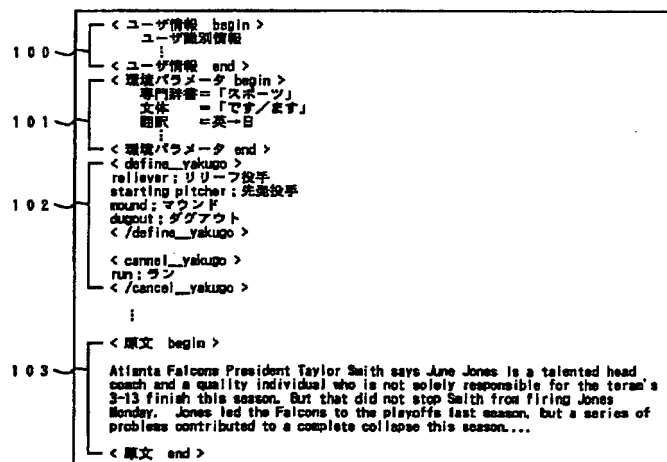 < ユーザ情報 begin >
ユーザ識別情報
⋮
100
< ユーザ情報 end >
< 環境パラメータ begin >
専門辞書=「スポーツ」
101
文体 =「です/ます」
翻訳 =英→日
⋮
< 環境パラメータ end >
< define__yakugo >
reliever ; リリーフ投手
102
starting pitcher ; 先発投手
mound ; マウンド
dugout ; ダグアウト
< /define__yakugo >
< cannel__yakugo >
run ; ラン
< /cancel__yakugo >
⋮
< 原文 begin >
103
Atlanta Falcons President Taylor Smith says June Jones is a talented head
coach and a quality individual who is not solely responsible for the teram's
3-13 finish this season. But that did not stop Smith from firing Jones
Monday. Jones led the Falcons to the playoffs last season, but a series of
problems contributed to a complete collapse this season....
< 原文 end >